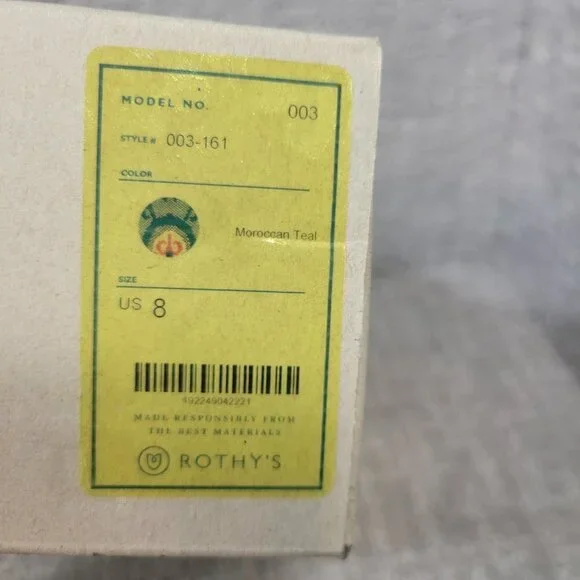 MODEL NO. 003
STYLE# 003-161
COLOR
Moroccan Teal
SIZE
US 8
192249042221
MADE RESPONSIBLY FROM
THE BEST MATERIALS
ROTHY'S